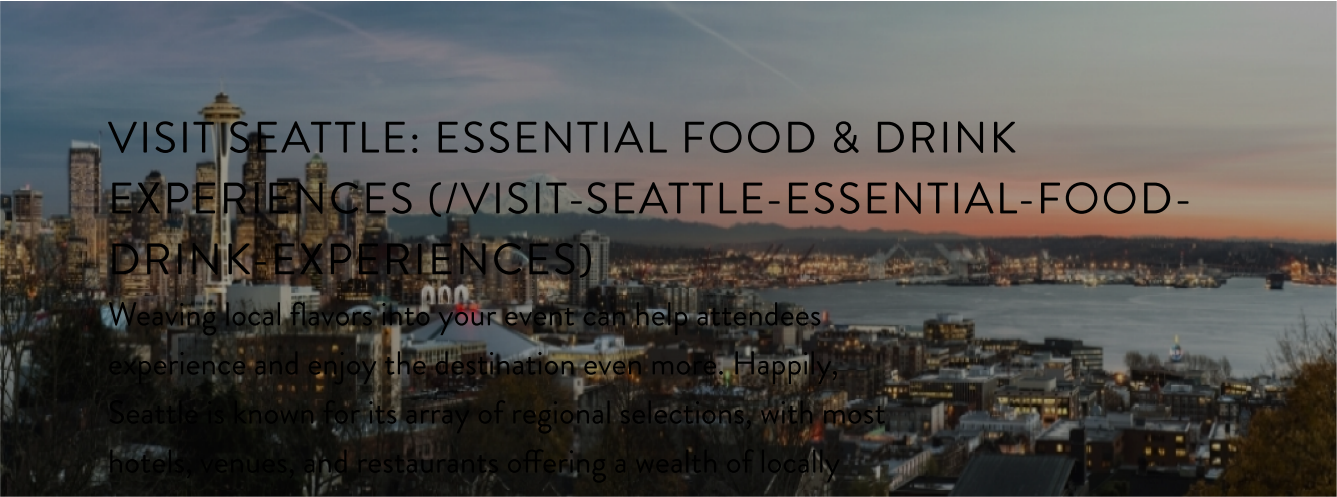 VISIT SEATTLE: ESSENTIAL FOOD & DRINK
EXPERIENCES (/VISIT-SEATTLE-ESSENTIAL-FOOD-
DRINK-EXPERIENCES)
Weaving local flavors into your event can help attendees
experience and enjoy the destination even more. Happily,
Seattle is known for its array of regional selections, with most
hotels, venues, and restaurants offering a wealth of locally